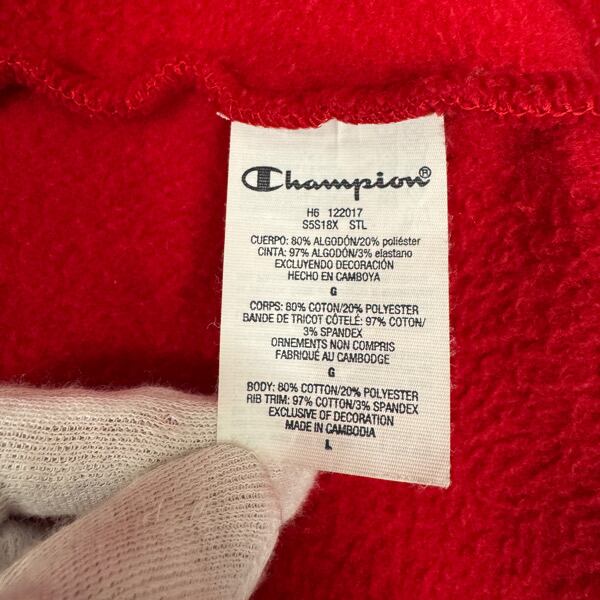 Champion®
H6 122017
S5S18X STL
CUERPO: 80% ALGODÓN/20% poliéster
CINTA: 97% ALGODÓN/3% elastano
EXCLUYENDO DECORACIÓN
HECHO EN CAMBOYA
G
CORPS: 80% COTON/20% POLYESTER
BANDE DE TRICOT CÔTELÉ: 97% COTON/
3% SPANDEX
ORNEMENTS NON COMPRIS
FABRIQUÉ AU CAMBODGE
G
BODY: 80% COTTON/20% POLYESTER
RIB TRIM: 97% COTTON/3% SPANDEX
EXCLUSIVE OF DECORATION
MADE IN CAMBODIA
L